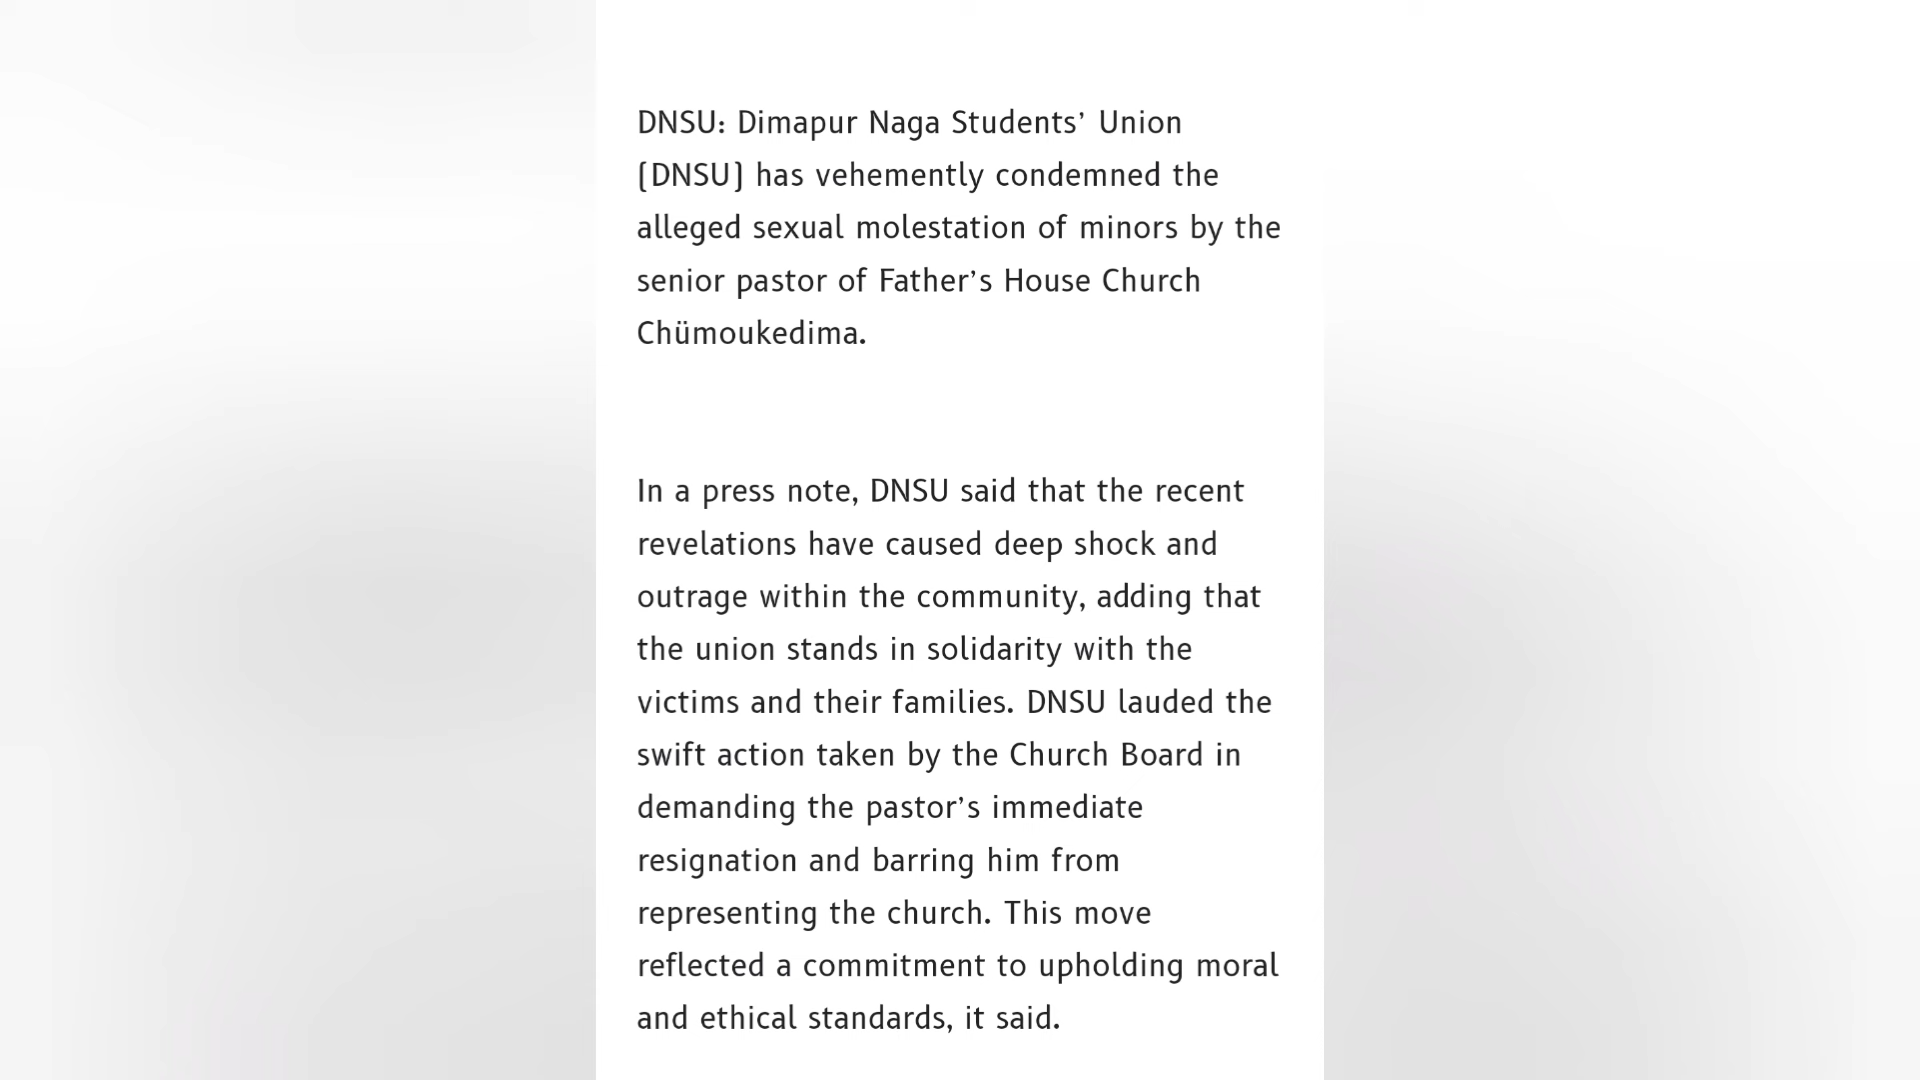 DNSU: Dimapur Naga Students’ Union
(DNSU) has vehemently condemned the
alleged sexual molestation of minors by the
senior pastor of Father’s House Church
Chümoukedima.
In a press note, DNSU said that the recent
revelations have caused deep shock and
outrage within the community, adding that
the union stands in solidarity with the
victims and their families. DNSU lauded the
swift action taken by the Church Board in
demanding the pastor’s immediate
resignation and barring him from
representing the church. This move
reflected a commitment to upholding moral
and ethical standards, it said.